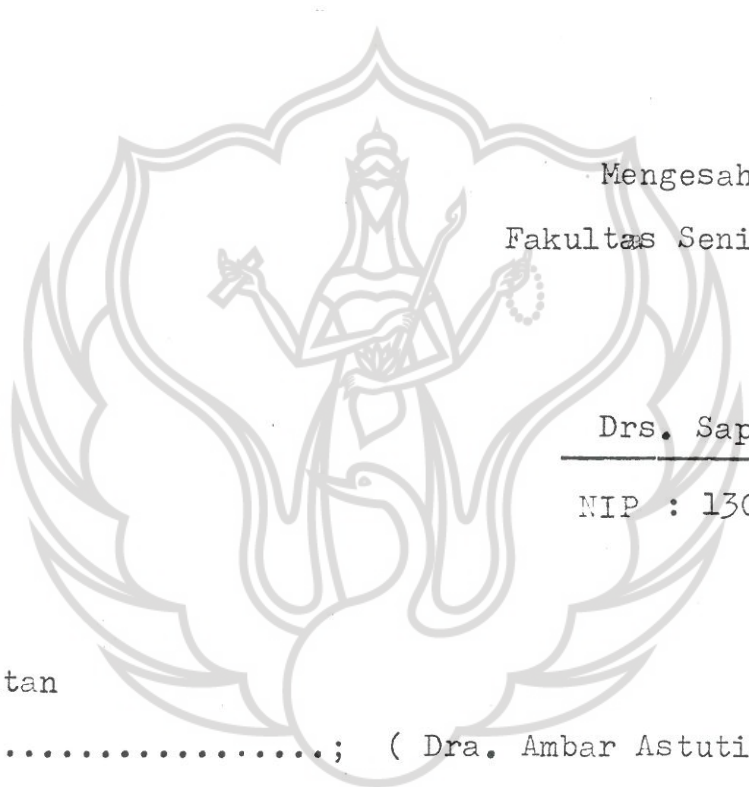 Mengesah
Fakultas Seni
Drs. Sap
NIP : 130
tan
..................; ( Dra. Ambar Astuti